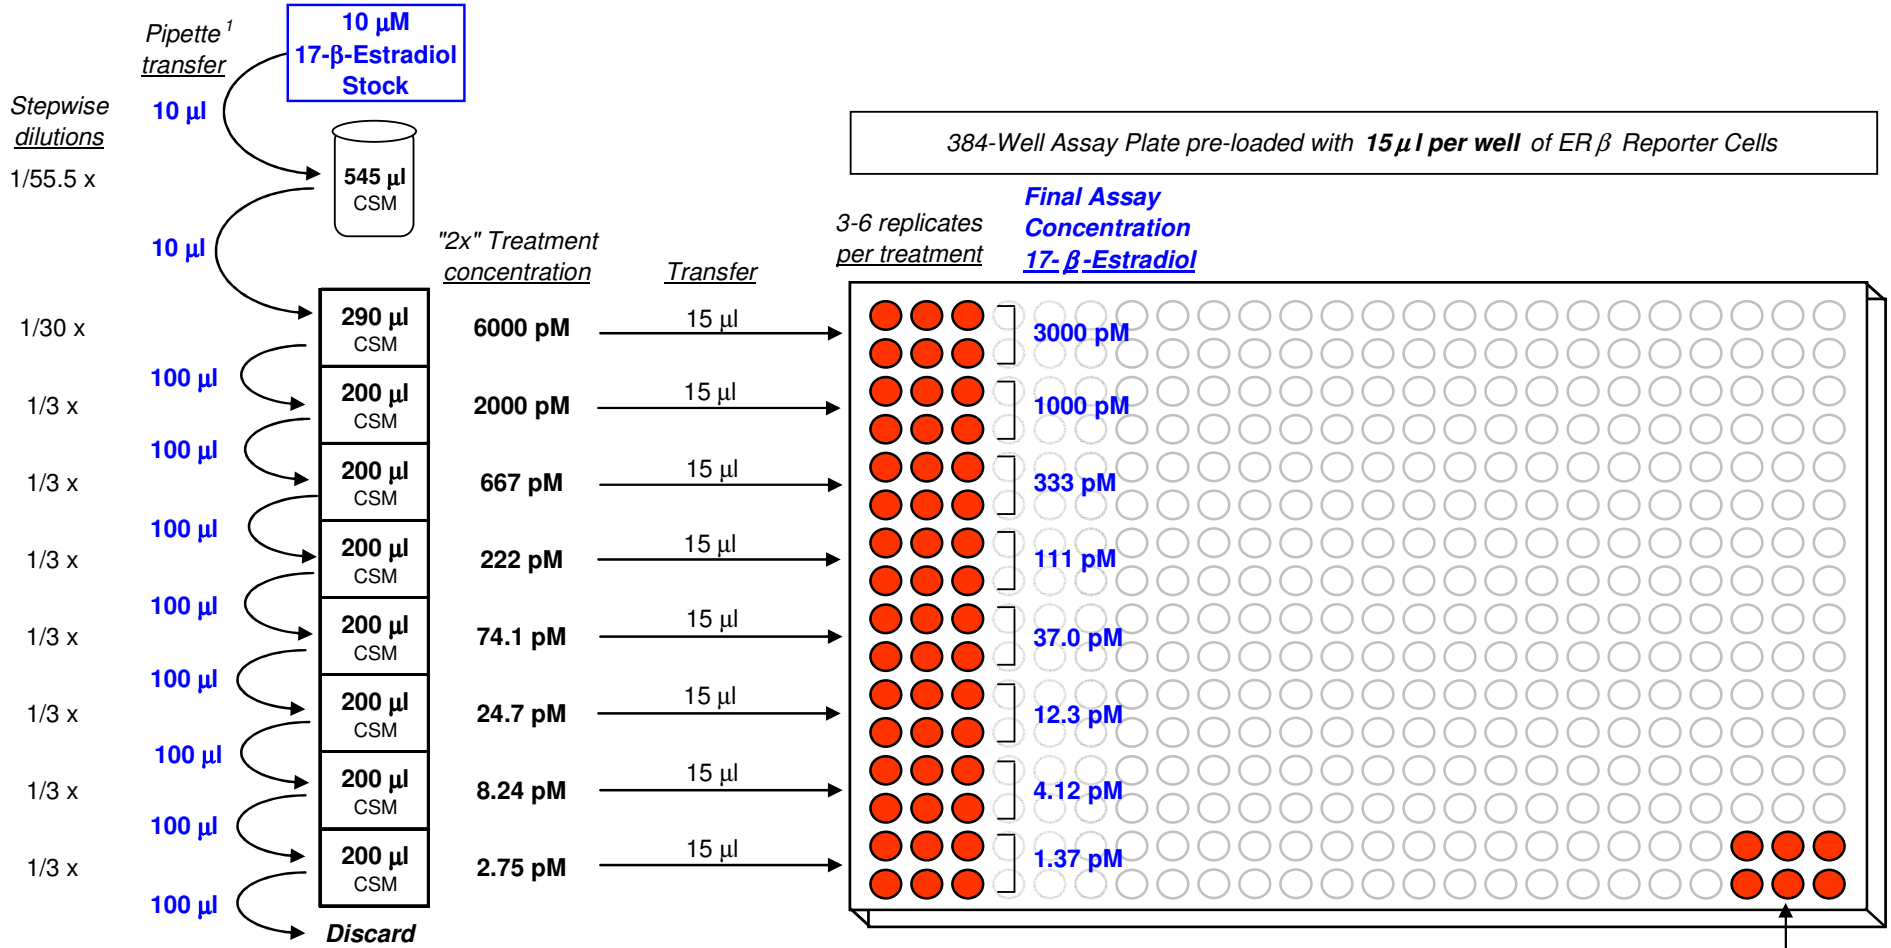 Pipette 1
transfer
10 μM
17-β-Estradiol
Stock
10 μl
Stepwise
dilutions
1/55.5 x
545 μl
CSM
10 μl
384-Well Assay Plate pre-loaded with 15 μl per well of ER β Reporter Cells
"2x" Treatment
concentration
Transfer
3-6 replicates
per treatment
Final Assay
Concentration
17- β -Estradiol
1/30 x
290 μl
CSM
6000 pM
15 μl
3000 pM
100 μl
1/3 x
200 μl
CSM
2000 pM
15 μl
1000 pM
100 μl
1/3 x
200 μl
CSM
667 pM
15 μl
333 pM
100 μl
1/3 x
200 μl
CSM
222 pM
15 μl
111 pM
100 μl
1/3 x
200 μl
CSM
74.1 pM
15 μl
37.0 pM
100 μl
1/3 x
200 μl
CSM
24.7 pM
15 μl
12.3 pM
100 μl
1/3 x
200 μl
CSM
8.24 pM
15 μl
4.12 pM
100 μl
1/3 x
200 μl
CSM
2.75 pM
15 μl
1.37 pM
100 μl
Discard